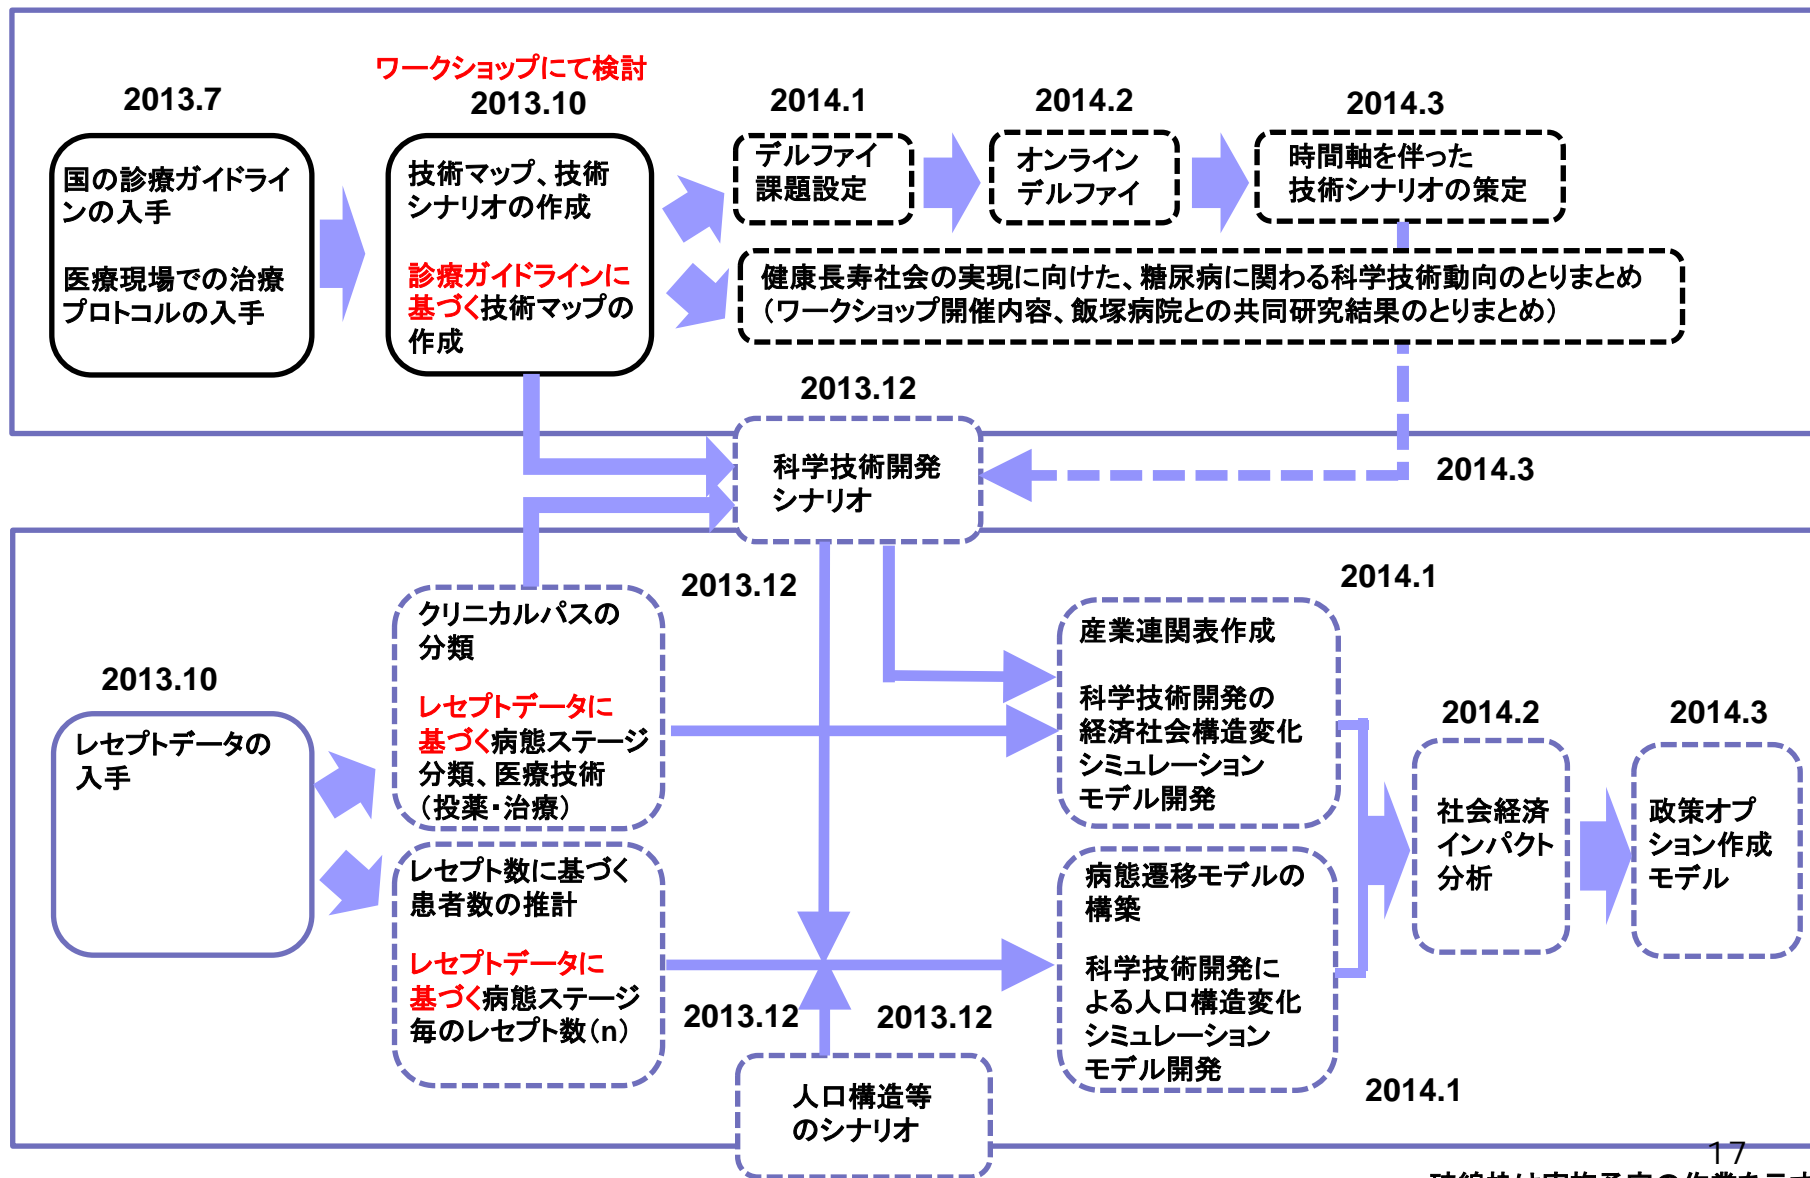 ワークショップにて検討
2013.7
2013.10
2014.1
2014.2
2014.3
国の診療ガイドライ
ンの入手
医療現場での治療
プロトコルの入手
技術マップ、技術
シナリオの作成
診療ガイドラインに
基づく技術マップの
作成
デルファイ
課題設定
オンライン
デルファイ
時間軸を伴った
技術シナリオの策定
健康長寿社会の実現に向けた、糖尿病に関わる科学技術動向のとりまとめ
（ワークショップ開催内容、飯塚病院との共同研究結果のとりまとめ）
2013.12
科学技術開発
シナリオ
2014.3
2013.10
レセプトデータの
入手
2013.12
クリニカルパスの
分類
レセプトデータに
基づく病態ステージ
分類、医療技術
（投薬・治療）
レセプト数に基づく
患者数の推計
レセプトデータに
基づく病態ステージ
毎のレセプト数（n）
2013.12
2013.12
人口構造等
のシナリオ
2014.1
産業連関表作成
科学技術開発の
経済社会構造変化
シミュレーション
モデル開発
病態遷移モデルの
構築
科学技術開発に
よる人口構造変化
シミュレーション
モデル開発
2014.1
2014.2
社会経済
インパクト
分析
2014.3
政策オプ
ション作成
モデル
17